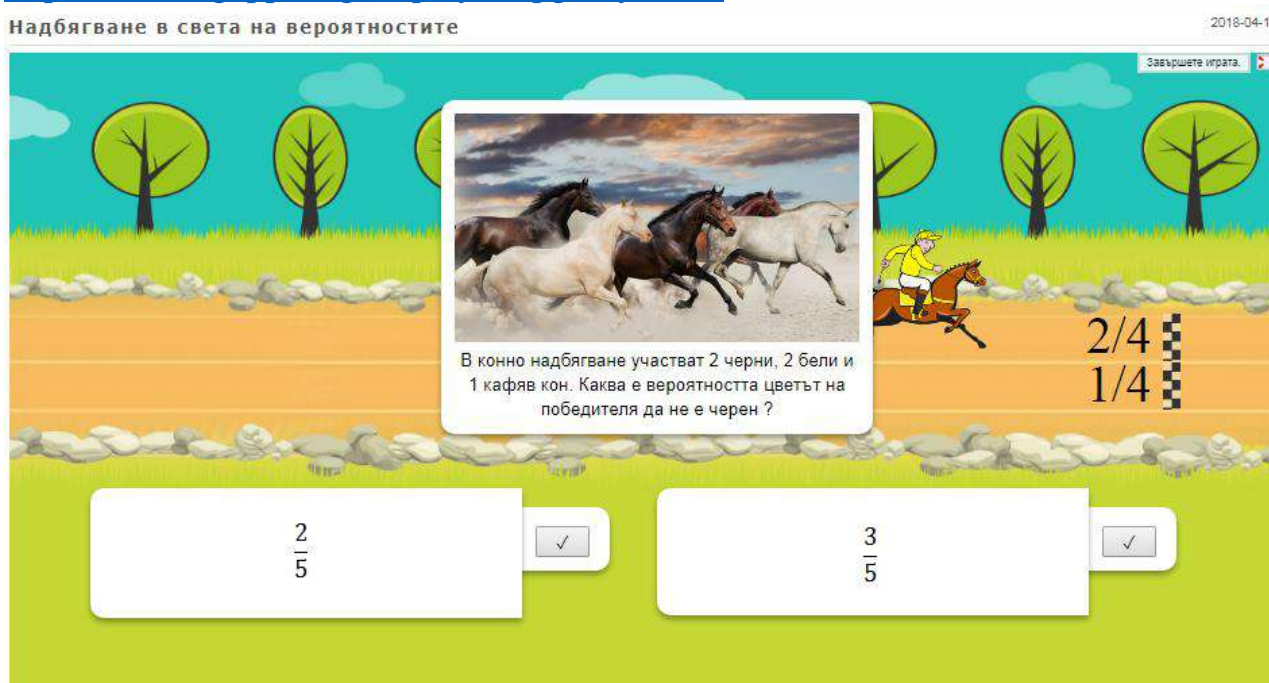 Надбягване в света на вероятностите
2018-04-1
Завършете играта.
В конно надбягване участват 2 черни, 2 бели и
1 кафяв кон. Каква е вероятността цветът на
победителя да не е черен ?
2/4
1/4
2
5
✓
3
5
✓